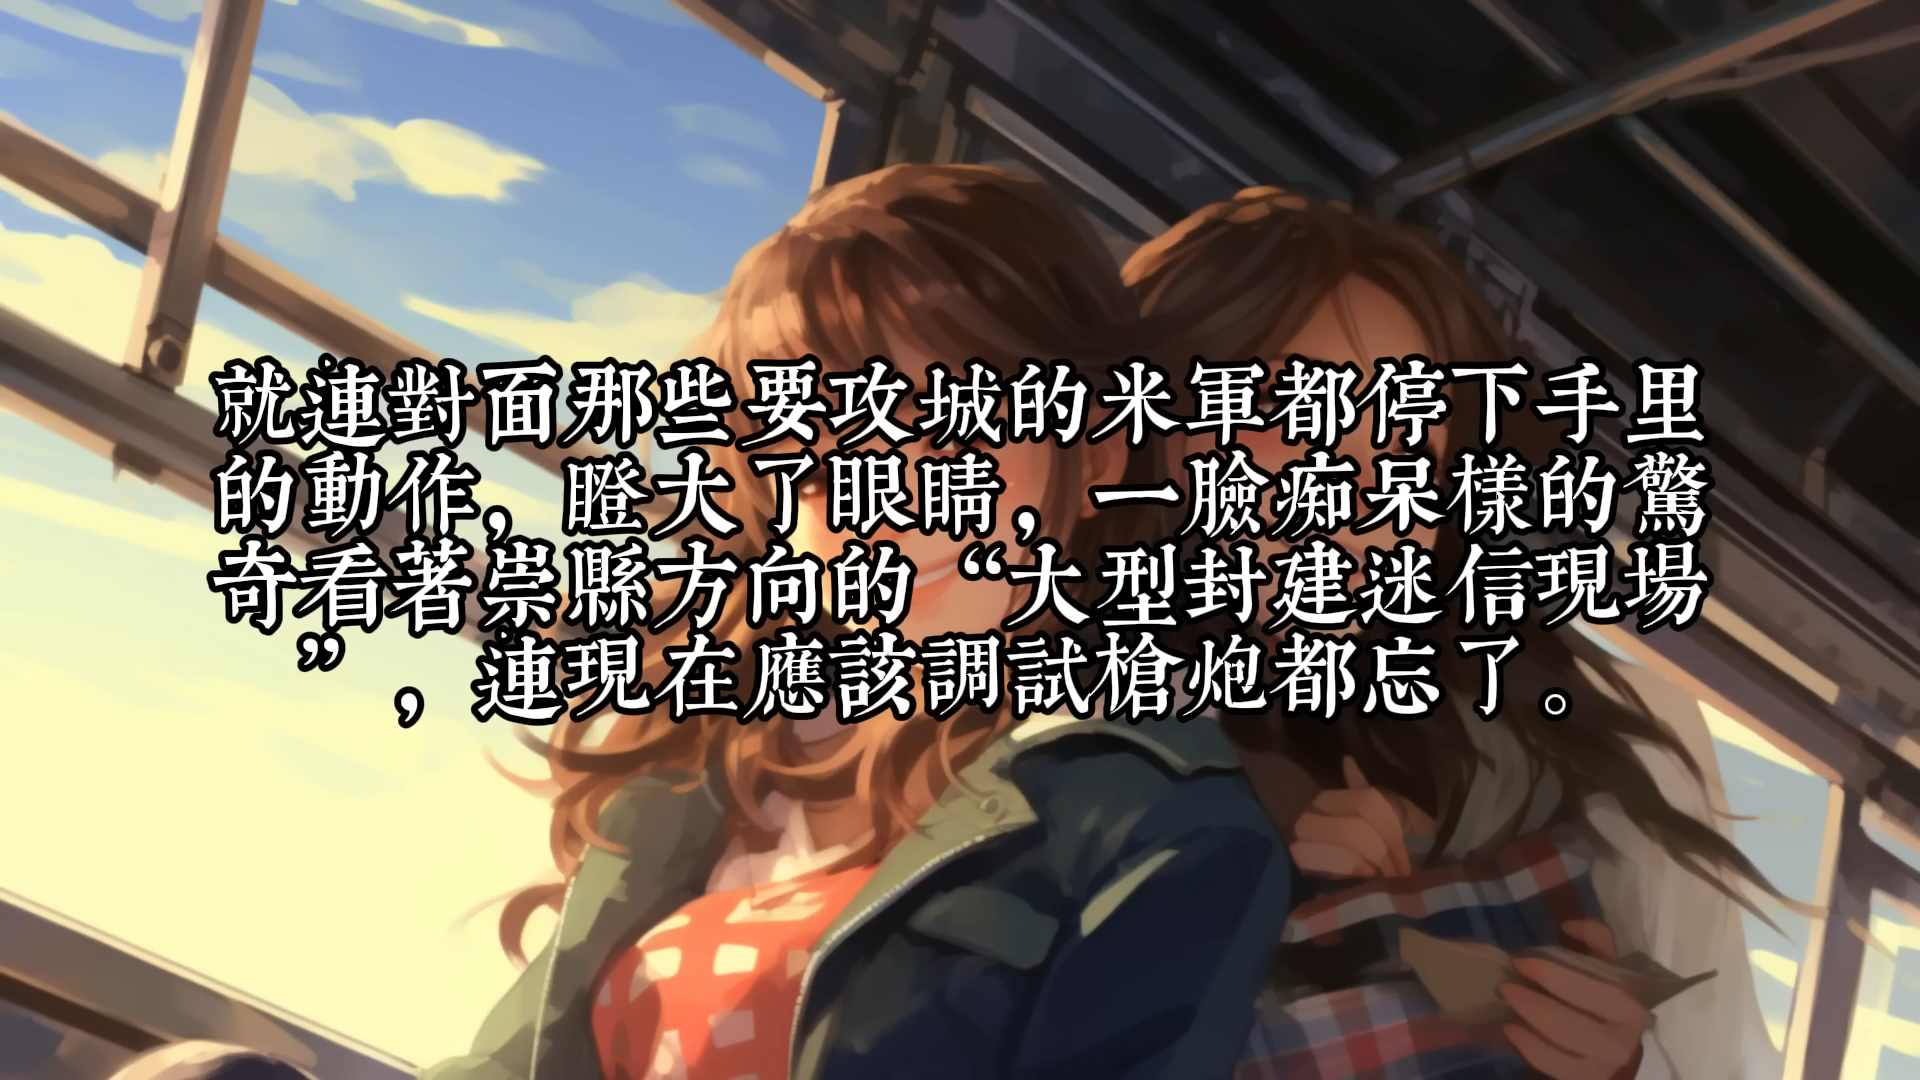 就連對面那些要攻城的米軍都停下手里
的動作，瞪大了眼睛，一臉痴呆樣的驚
奇看著崇縣方向的“大型封建迷信現場
”，連現在應該調試槍炮都忘了。